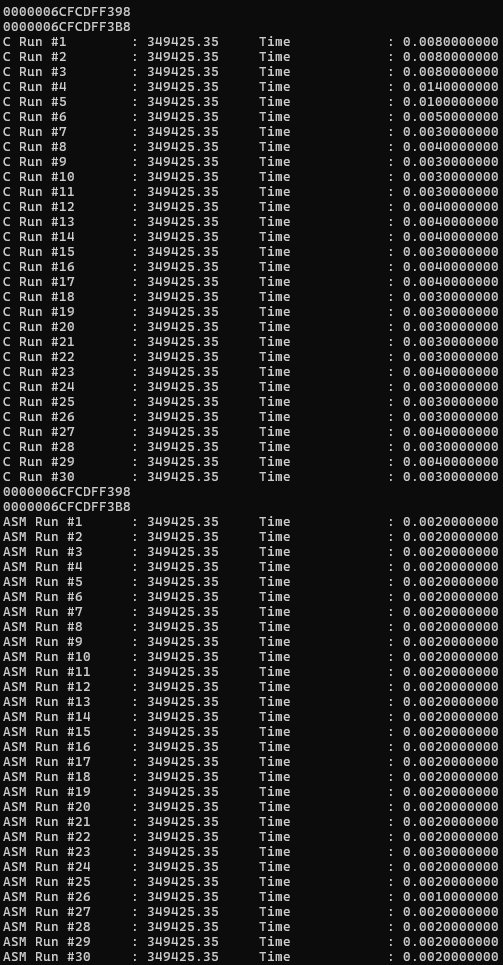 0000006CFCDFF398
0000006CFCDFF3B8
C Run #1 : 349425.35 Time : 0.0080000000
C Run #2 : 349425.35 Time : 0.0080000000
C Run #3 : 349425.35 Time : 0.0080000000
C Run #4 : 349425.35 Time : 0.0140000000
C Run #5 : 349425.35 Time : 0.0100000000
C Run #6 : 349425.35 Time : 0.0050000000
C Run #7 : 349425.35 Time : 0.0030000000
C Run #8 : 349425.35 Time : 0.0040000000
C Run #9 : 349425.35 Time : 0.0030000000
C Run #10 : 349425.35 Time : 0.0030000000
C Run #11 : 349425.35 Time : 0.0030000000
C Run #12 : 349425.35 Time : 0.0040000000
C Run #13 : 349425.35 Time : 0.0040000000
C Run #14 : 349425.35 Time : 0.0040000000
C Run #15 : 349425.35 Time : 0.0030000000
C Run #16 : 349425.35 Time : 0.0040000000
C Run #17 : 349425.35 Time : 0.0040000000
C Run #18 : 349425.35 Time : 0.0030000000
C Run #19 : 349425.35 Time : 0.0030000000
C Run #20 : 349425.35 Time : 0.0030000000
C Run #21 : 349425.35 Time : 0.0030000000
C Run #22 : 349425.35 Time : 0.0030000000
C Run #23 : 349425.35 Time : 0.0040000000
C Run #24 : 349425.35 Time : 0.0030000000
C Run #25 : 349425.35 Time : 0.0030000000
C Run #26 : 349425.35 Time : 0.0030000000
C Run #27 : 349425.35 Time : 0.0040000000
C Run #28 : 349425.35 Time : 0.0030000000
C Run #29 : 349425.35 Time : 0.0040000000
C Run #30 : 349425.35 Time : 0.0030000000
0000006CFCDFF398
0000006CFCDFF3B8
ASM Run #1 : 349425.35 Time : 0.0020000000
ASM Run #2 : 349425.35 Time : 0.0020000000
ASM Run #3 : 349425.35 Time : 0.0020000000
ASM Run #4 : 349425.35 Time : 0.0020000000
ASM Run #5 : 349425.35 Time : 0.0020000000
ASM Run #6 : 349425.35 Time : 0.0020000000
ASM Run #7 : 349425.35 Time : 0.0020000000
ASM Run #8 : 349425.35 Time : 0.0020000000
ASM Run #9 : 349425.35 Time : 0.0020000000
ASM Run #10 : 349425.35 Time : 0.0020000000
ASM Run #11 : 349425.35 Time : 0.0020000000
ASM Run #12 : 349425.35 Time : 0.0020000000
ASM Run #13 : 349425.35 Time : 0.0020000000
ASM Run #14 : 349425.35 Time : 0.0020000000
ASM Run #15 : 349425.35 Time : 0.0020000000
ASM Run #16 : 349425.35 Time : 0.0020000000
ASM Run #17 : 349425.35 Time : 0.0020000000
ASM Run #18 : 349425.35 Time : 0.0020000000
ASM Run #19 : 349425.35 Time : 0.0020000000
ASM Run #20 : 349425.35 Time : 0.0020000000
ASM Run #21 : 349425.35 Time : 0.0020000000
ASM Run #22 : 349425.35 Time : 0.0020000000
ASM Run #23 : 349425.35 Time : 0.0030000000
ASM Run #24 : 349425.35 Time : 0.0020000000
ASM Run #25 : 349425.35 Time : 0.0020000000
ASM Run #26 : 349425.35 Time : 0.0010000000
ASM Run #27 : 349425.35 Time : 0.0020000000
ASM Run #28 : 349425.35 Time : 0.0020000000
ASM Run #29 : 349425.35 Time : 0.0020000000
ASM Run #30 : 349425.35 Time : 0.0020000000